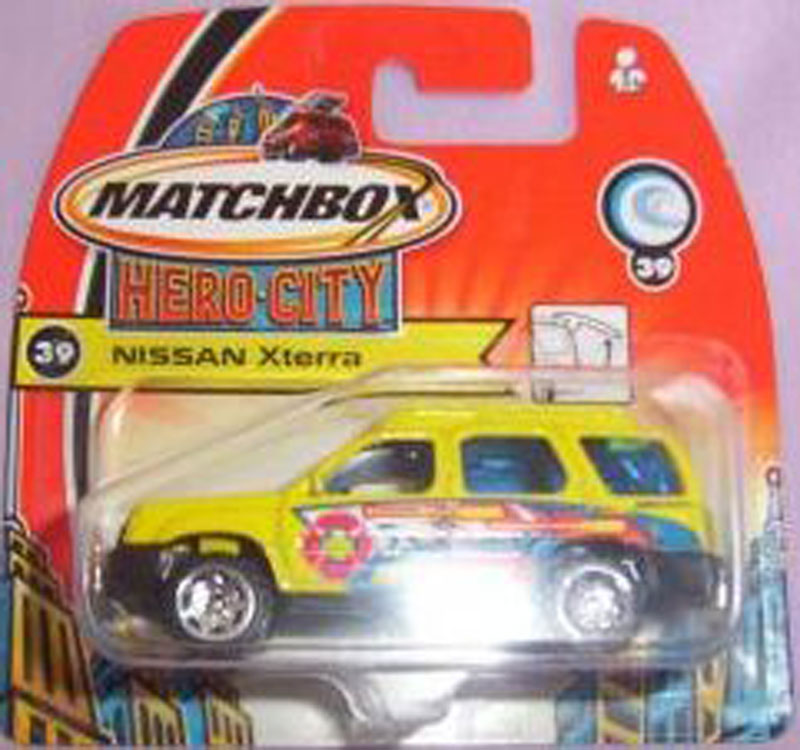 MATCHBOX
HERO-CITY
39
39 NISSAN Xterra